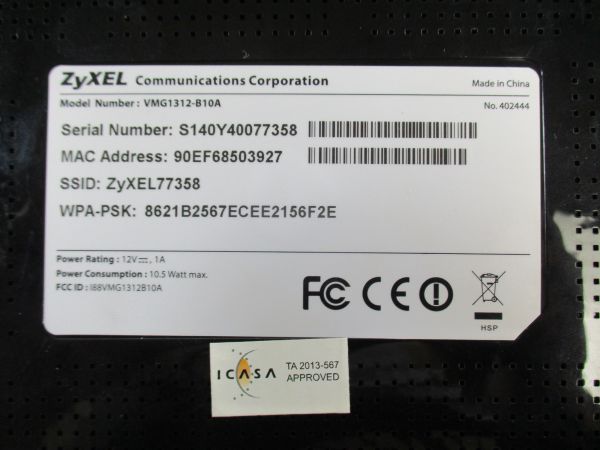 ZyXEL Communications Corporation
Made in China
Model Number : VMG1312-B10A
No. 402444
Serial Number: S140Y40077358
MAC Address: 90EF68503927
SSID: ZyXEL77358
WPA-PSK: 8621B2567ECEE2156F2E
Power Rating : 12V⎓, 1A
Power Consumption : 10.5 Watt max.
FCC ID : I88VMG1312B10A
FC CE
HSP
ICASA
TA 2013-567
APPROVED